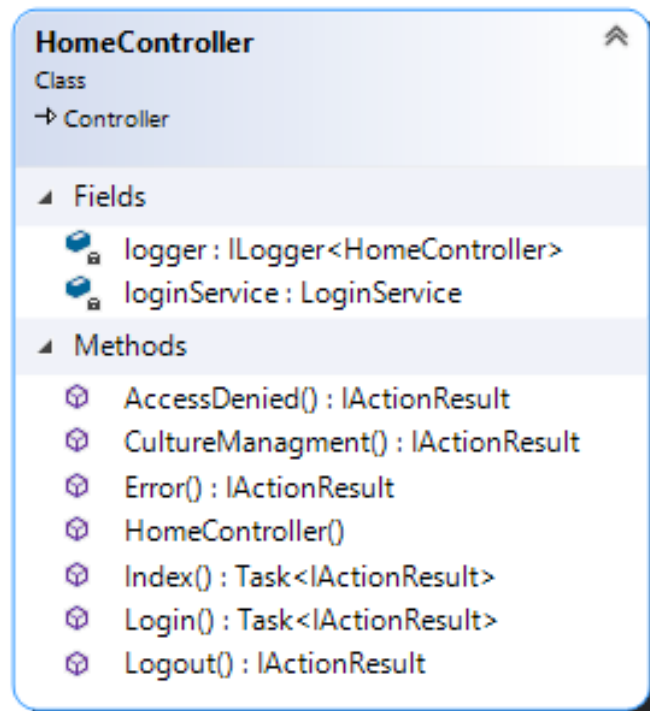 HomeController
Class
Controller
Fields
logger : ILogger<HomeController>
loginService : LoginService
Methods
AccessDenied() : IActionResult
CultureManagment() : IActionResult
Error() : IActionResult
HomeController()
Index() : Task<IActionResult>
Login() : Task<IActionResult>
Logout() : IActionResult